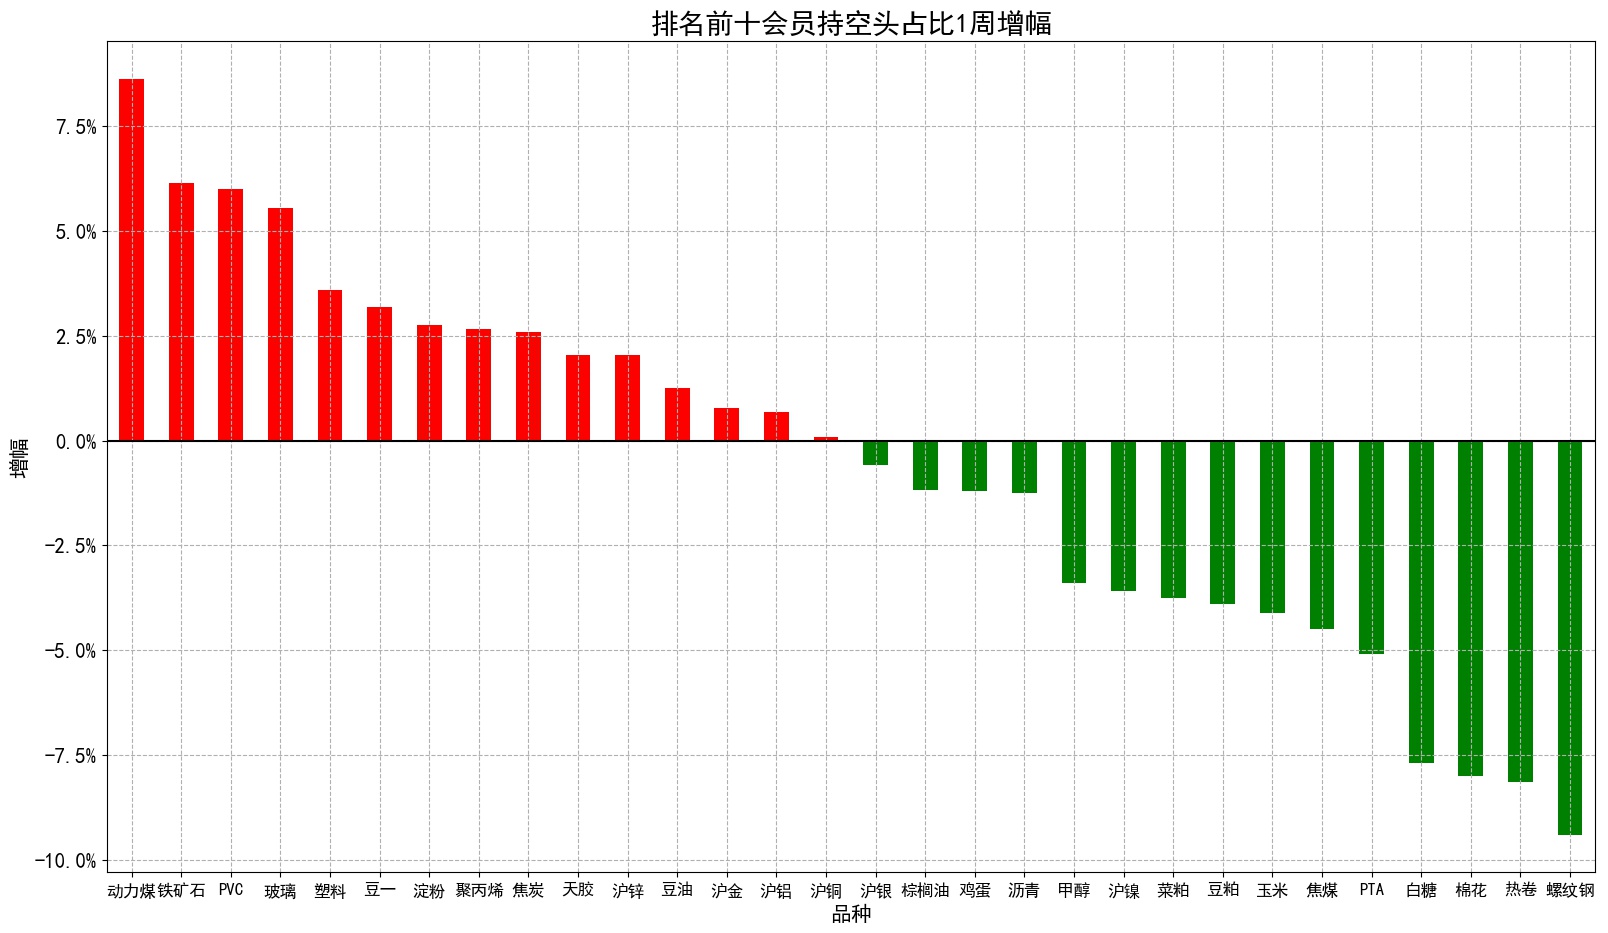 排名前十会员持空头占比1周增幅
7.5%
5.0%
2.5%
0.0%
−2.5%
−5.0%
−7.5%
−10.0%
增幅
动力煤 铁矿石 PVC 玻璃 塑料 豆一 淀粉 聚丙烯 焦炭 天胶 沪锌 豆油 沪金 沪铝 沪铜 沪银 棕榈油 鸡蛋 沥青 甲醇 沪镍 菜粕 豆粕 玉米 焦煤 PTA 白糖 棉花 热卷 螺纹钢
品种